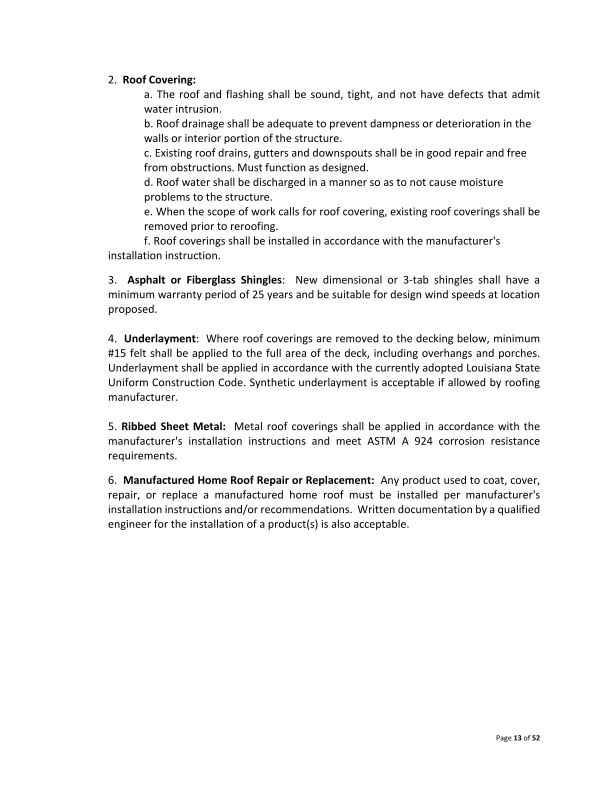 2. Roof Covering:
a. The roof and flashing shall be sound, tight, and not have defects that admit
water intrusion.
b. Roof drainage shall be adequate to prevent dampness or deterioration in the
walls or interior portion of the structure.
c. Existing roof drains, gutters and downspouts shall be in good repair and free
from obstructions. Must function as designed.
d. Roof water shall be discharged in a manner so as to not cause moisture
problems to the structure.
e. When the scope of work calls for roof covering, existing roof coverings shall be
removed prior to reroofing.
f. Roof coverings shall be installed in accordance with the manufacturer's
installation instruction.
3. Asphalt or Fiberglass Shingles: New dimensional or 3-tab shingles shall have a
minimum warranty period of 25 years and be suitable for design wind speeds at location
proposed.
4. Underlayment: Where roof coverings are removed to the decking below, minimum
#15 felt shall be applied to the full area of the deck, including overhangs and porches.
Underlayment shall be applied in accordance with the currently adopted Louisiana State
Uniform Construction Code. Synthetic underlayment is acceptable if allowed by roofing
manufacturer.
5. Ribbed Sheet Metal: Metal roof coverings shall be applied in accordance with the
manufacturer's installation instructions and meet ASTM A 924 corrosion resistance
requirements.
6. Manufactured Home Roof Repair or Replacement: Any product used to coat, cover,
repair, or replace a manufactured home roof must be installed per manufacturer's
installation instructions and/or recommendations. Written documentation by a qualified
engineer for the installation of a product(s) is also acceptable.
Page 13 of 52